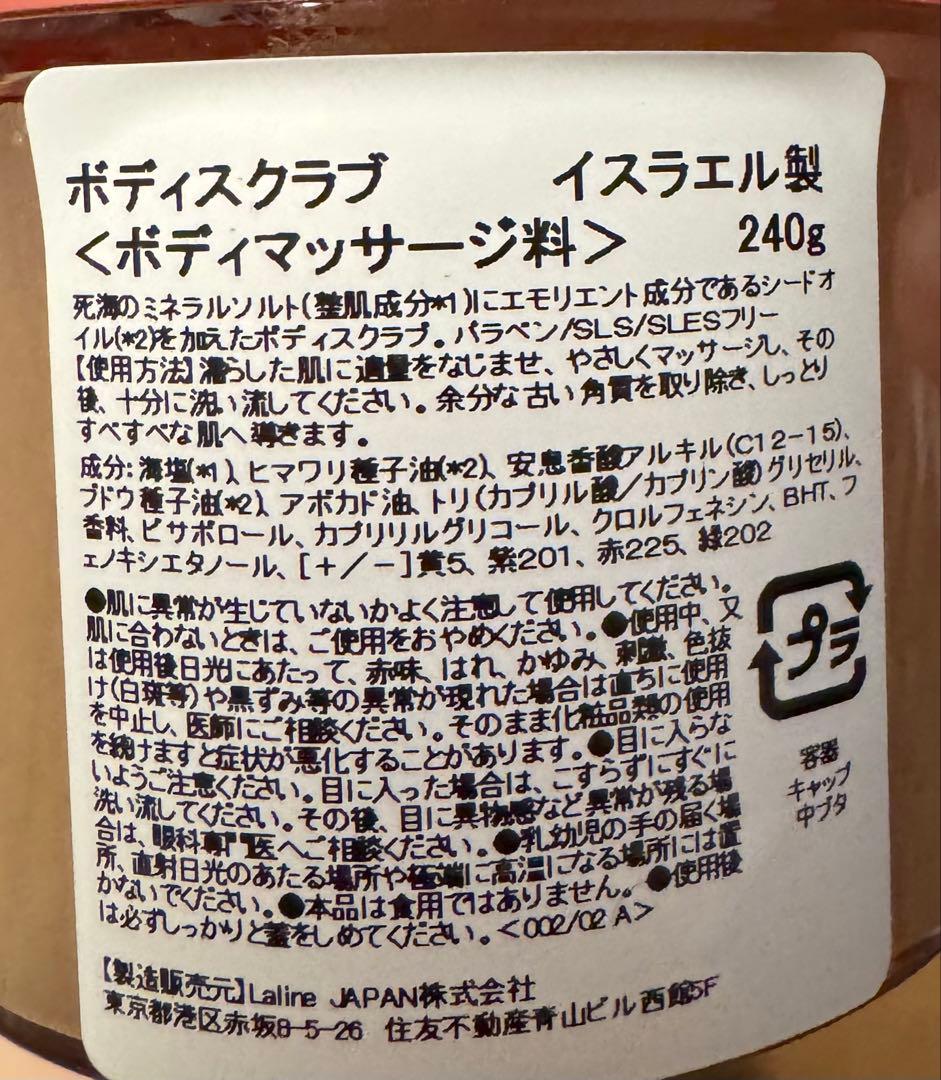 ボディスクラブ イスラエル製
<ボディマッサージ料> 240g
死海のミネラルソルト(整肌成分*1)にエモリエント成分であるシードオ
イル(*2)を加えたボディスクラブ。パラベン/SLS/SLESフリー
【使用方法】濡らした肌に適量をなじませ、やさしくマッサージし、その
後、十分に洗い流してください。余分な古い角質を取り除き、しっとり
すべすべな肌へ導きます。
成分:海塩(*1)、ヒマワリ種子油(*2)、安息香酸アルキル(C12-15)、
ブドウ種子油(*2)、アボカド油、トリ(カプリル酸/カプリン酸)グリセリル、
香料、ビサボロール、カプリリルグリコール、クロルフェネシン、BHT、フ
ェノキシエタノール、[+/-]黄5、紫201、赤225、緑202
●肌に異常が生じていないかよく注意して使用してください。
肌に合わないときは、ご使用をおやめください。●使用中、又
は使用後日光にあたって、赤味、はれ、かゆみ、刺激、色抜
け(白斑等)や黒ずみ等の異常が現れた場合は直ちに使用
を中止し、医師にご相談ください。そのまま化粧品類の使用
を続けますと症状が悪化することがあります。●目に入らな
いようご注意ください。目に入った場合は、こすらずにすぐに
洗い流してください。その後、目に異物感など異常が残る場
合は、眼科専門医へご相談ください。●乳幼児の手の届く場
所、直射日光のあたる場所や極端に高温になる場所には置
かないでください。●本品は食用ではありません。●使用後
は必ずしっかりと蓋をしめてください。<002/02 A>
プラ
容器
キャップ
中ブタ
【製造販売元】Laline JAPAN株式会社
東京都港区赤坂8-5-26 住友不動産青山ビル西館5F